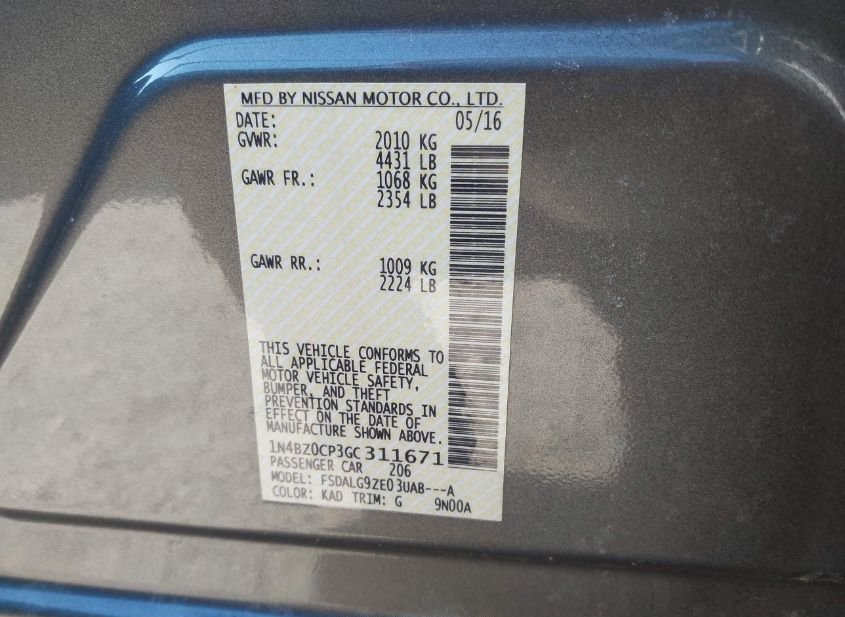 MFD BY NISSAN MOTOR CO., LTD.
DATE: 05/16
GVWR: 2010 KG
4431 LB
GAWR FR.: 1068 KG
2354 LB
GAWR RR.: 1009 KG
2224 LB
THIS VEHICLE CONFORMS TO
ALL APPLICABLE FEDERAL
MOTOR VEHICLE SAFETY,
BUMPER, AND THEFT
PREVENTION STANDARDS IN
EFFECT ON THE DATE OF
MANUFACTURE SHOWN ABOVE.
1N4BZ0CP3GC311671
PASSENGER CAR 206
MODEL: FSDALG9ZE03UAB---A
COLOR: KAD TRIM: G 9N00A